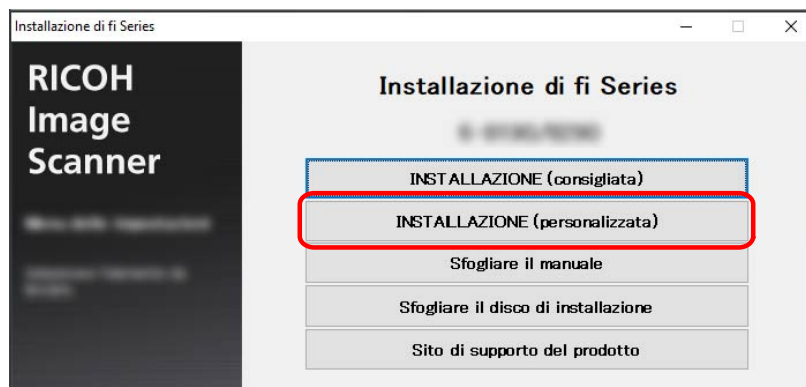 Installazione di fi Series
RICOH
Image
Scanner
Installazione di fi Series
INSTALLAZIONE (consigliata)
INSTALLAZIONE (personalizzata)
Sfogliare il manuale
Sfogliare il disco di installazione
Sito di supporto del prodotto